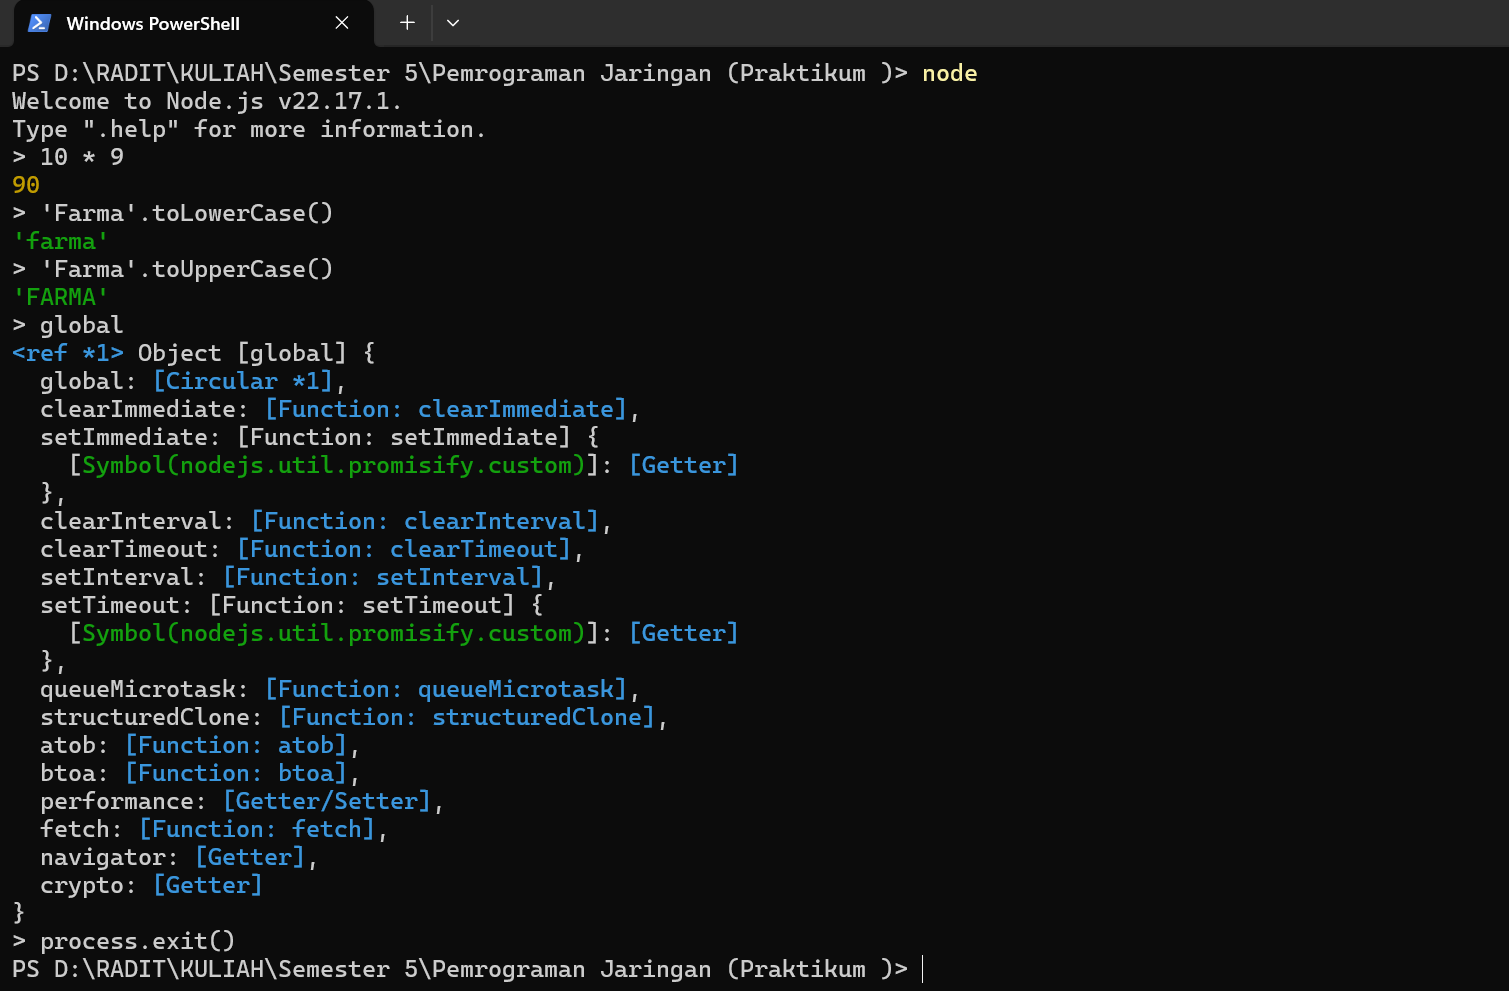 Windows PowerShell
PS D:\RADIT\KULIAH\Semester 5\Pemrograman Jaringan (Praktikum )> node
Welcome to Node.js v22.17.1.
Type ".help" for more information.
> 10 * 9
90
> 'Farma'.toLowerCase()
'farma'
> 'Farma'.toUpperCase()
'FARMA'
> global
<ref *1> Object [global] {
  global: [Circular *1],
  clearImmediate: [Function: clearImmediate],
  setImmediate: [Function: setImmediate] {
    [Symbol(nodejs.util.promisify.custom)]: [Getter]
  },
  clearInterval: [Function: clearInterval],
  clearTimeout: [Function: clearTimeout],
  setInterval: [Function: setInterval],
  setTimeout: [Function: setTimeout] {
    [Symbol(nodejs.util.promisify.custom)]: [Getter]
  },
  queueMicrotask: [Function: queueMicrotask],
  structuredClone: [Function: structuredClone],
  atob: [Function: atob],
  btoa: [Function: btoa],
  performance: [Getter/Setter],
  fetch: [Function: fetch],
  navigator: [Getter],
  crypto: [Getter]
}
> process.exit()
PS D:\RADIT\KULIAH\Semester 5\Pemrograman Jaringan (Praktikum )>